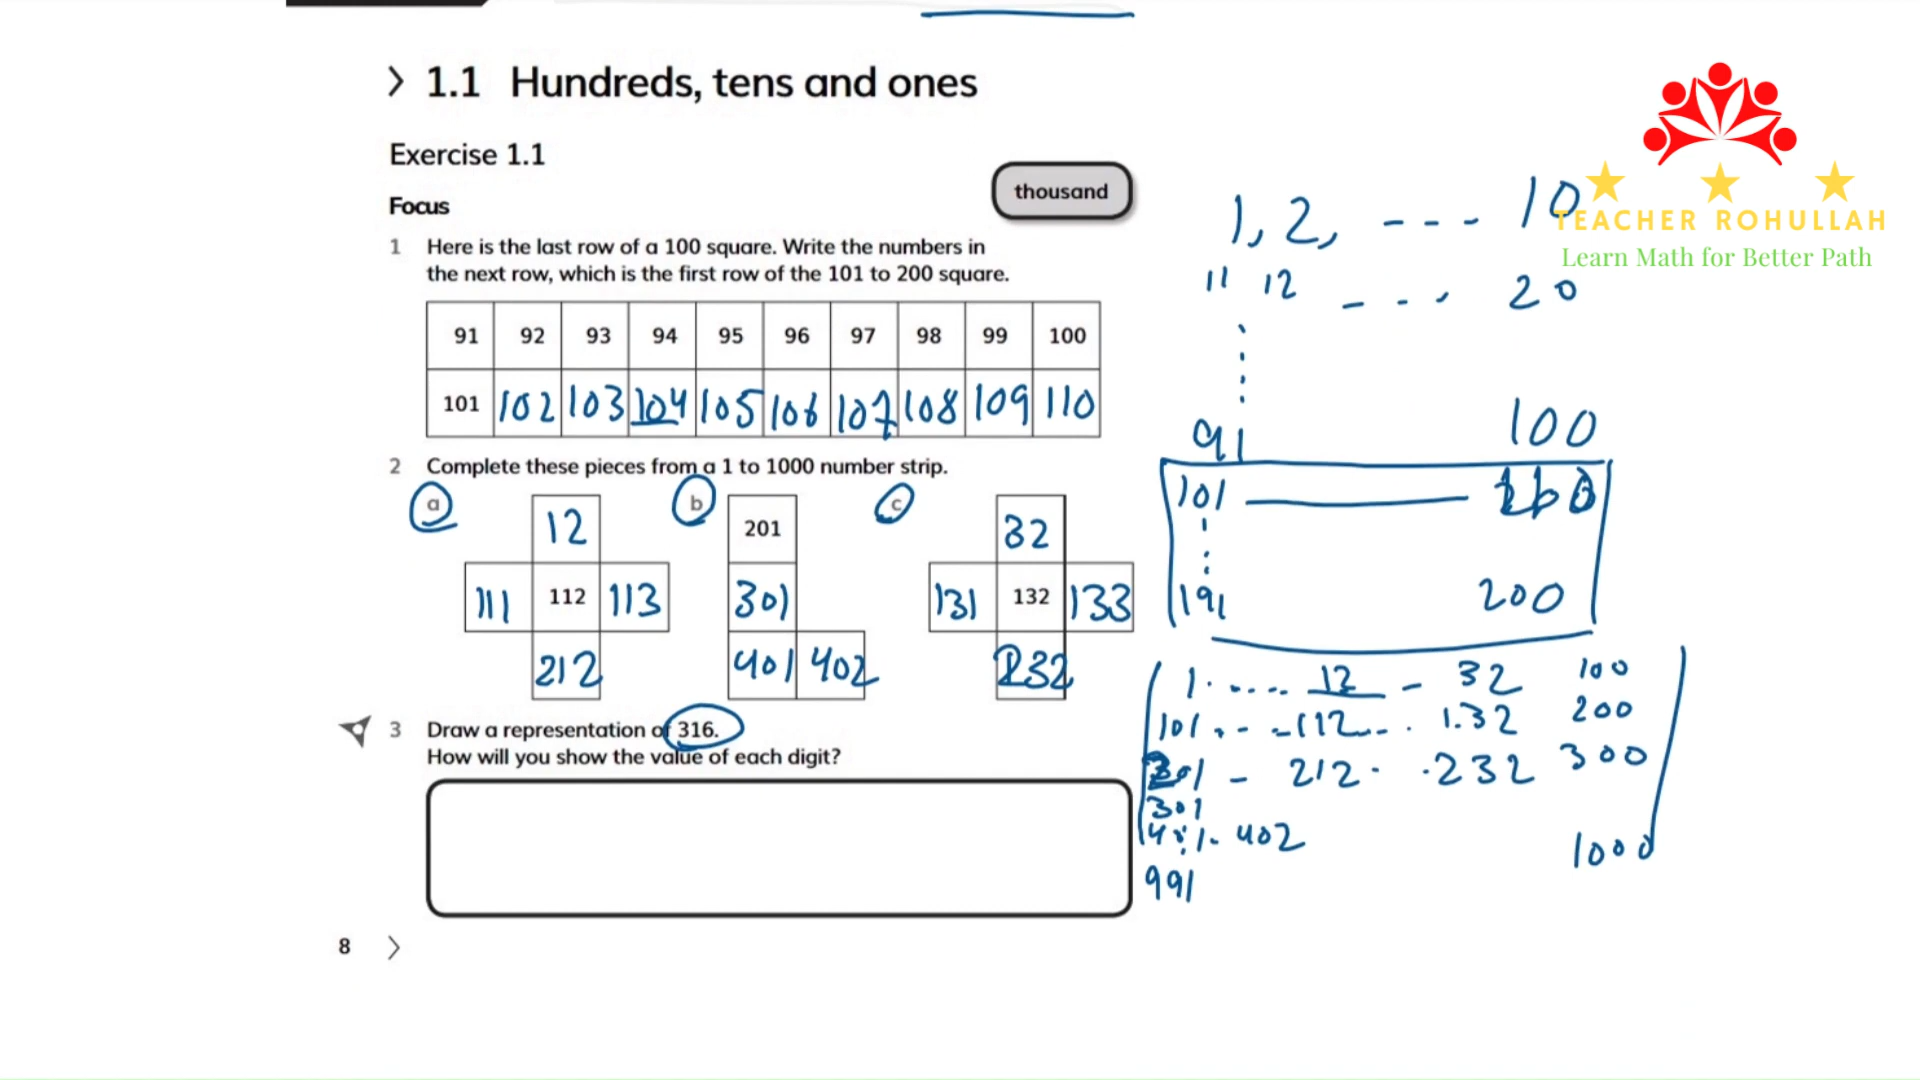 1.1 Hundreds, tens and ones
Exercise 1.1
thousand
Focus
1 Here is the last row of a 100 square. Write the numbers in
the next row, which is the first row of the 101 to 200 square.
91 92 93 94 95 96 97 98 99 100
101 102 103 104 105 106 107 108 109 110
2 Complete these pieces from a 1 to 1000 number strip.
a b c
12 201 32
111 112 113 301 131 132 133
212 401 402 232
3 Draw a representation of 316.
How will you show the value of each digit?
8
1, 2, --- 10
11 12 --- 20
91 100
101
191 200
1 ..... 12 - 32 100
101 . - - 112 ... 132 200
201 - 212 . . 232 300
301
401 - 402
991 1000
TEACHER ROHULLAH
Learn Math for Better Path